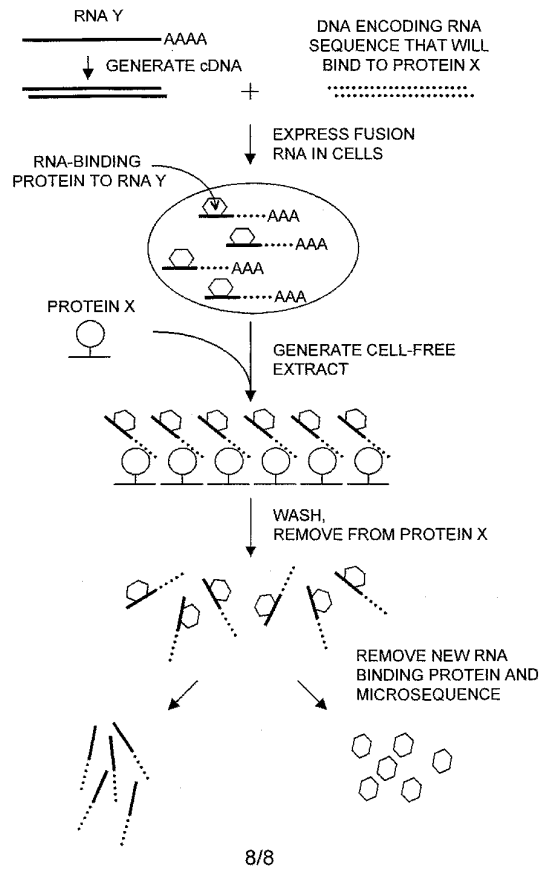 RNA Y
AAAA
GENERATE cDNA
+
DNA ENCODING RNA
SEQUENCE THAT WILL
BIND TO PROTEIN X
EXPRESS FUSION
RNA IN CELLS
RNA-BINDING
PROTEIN TO RNA Y
AAA
AAA
AAA
AAA
PROTEIN X
GENERATE CELL-FREE
EXTRACT
WASH,
REMOVE FROM PROTEIN X
REMOVE NEW RNA
BINDING PROTEIN AND
MICROSEQUENCE
8/8